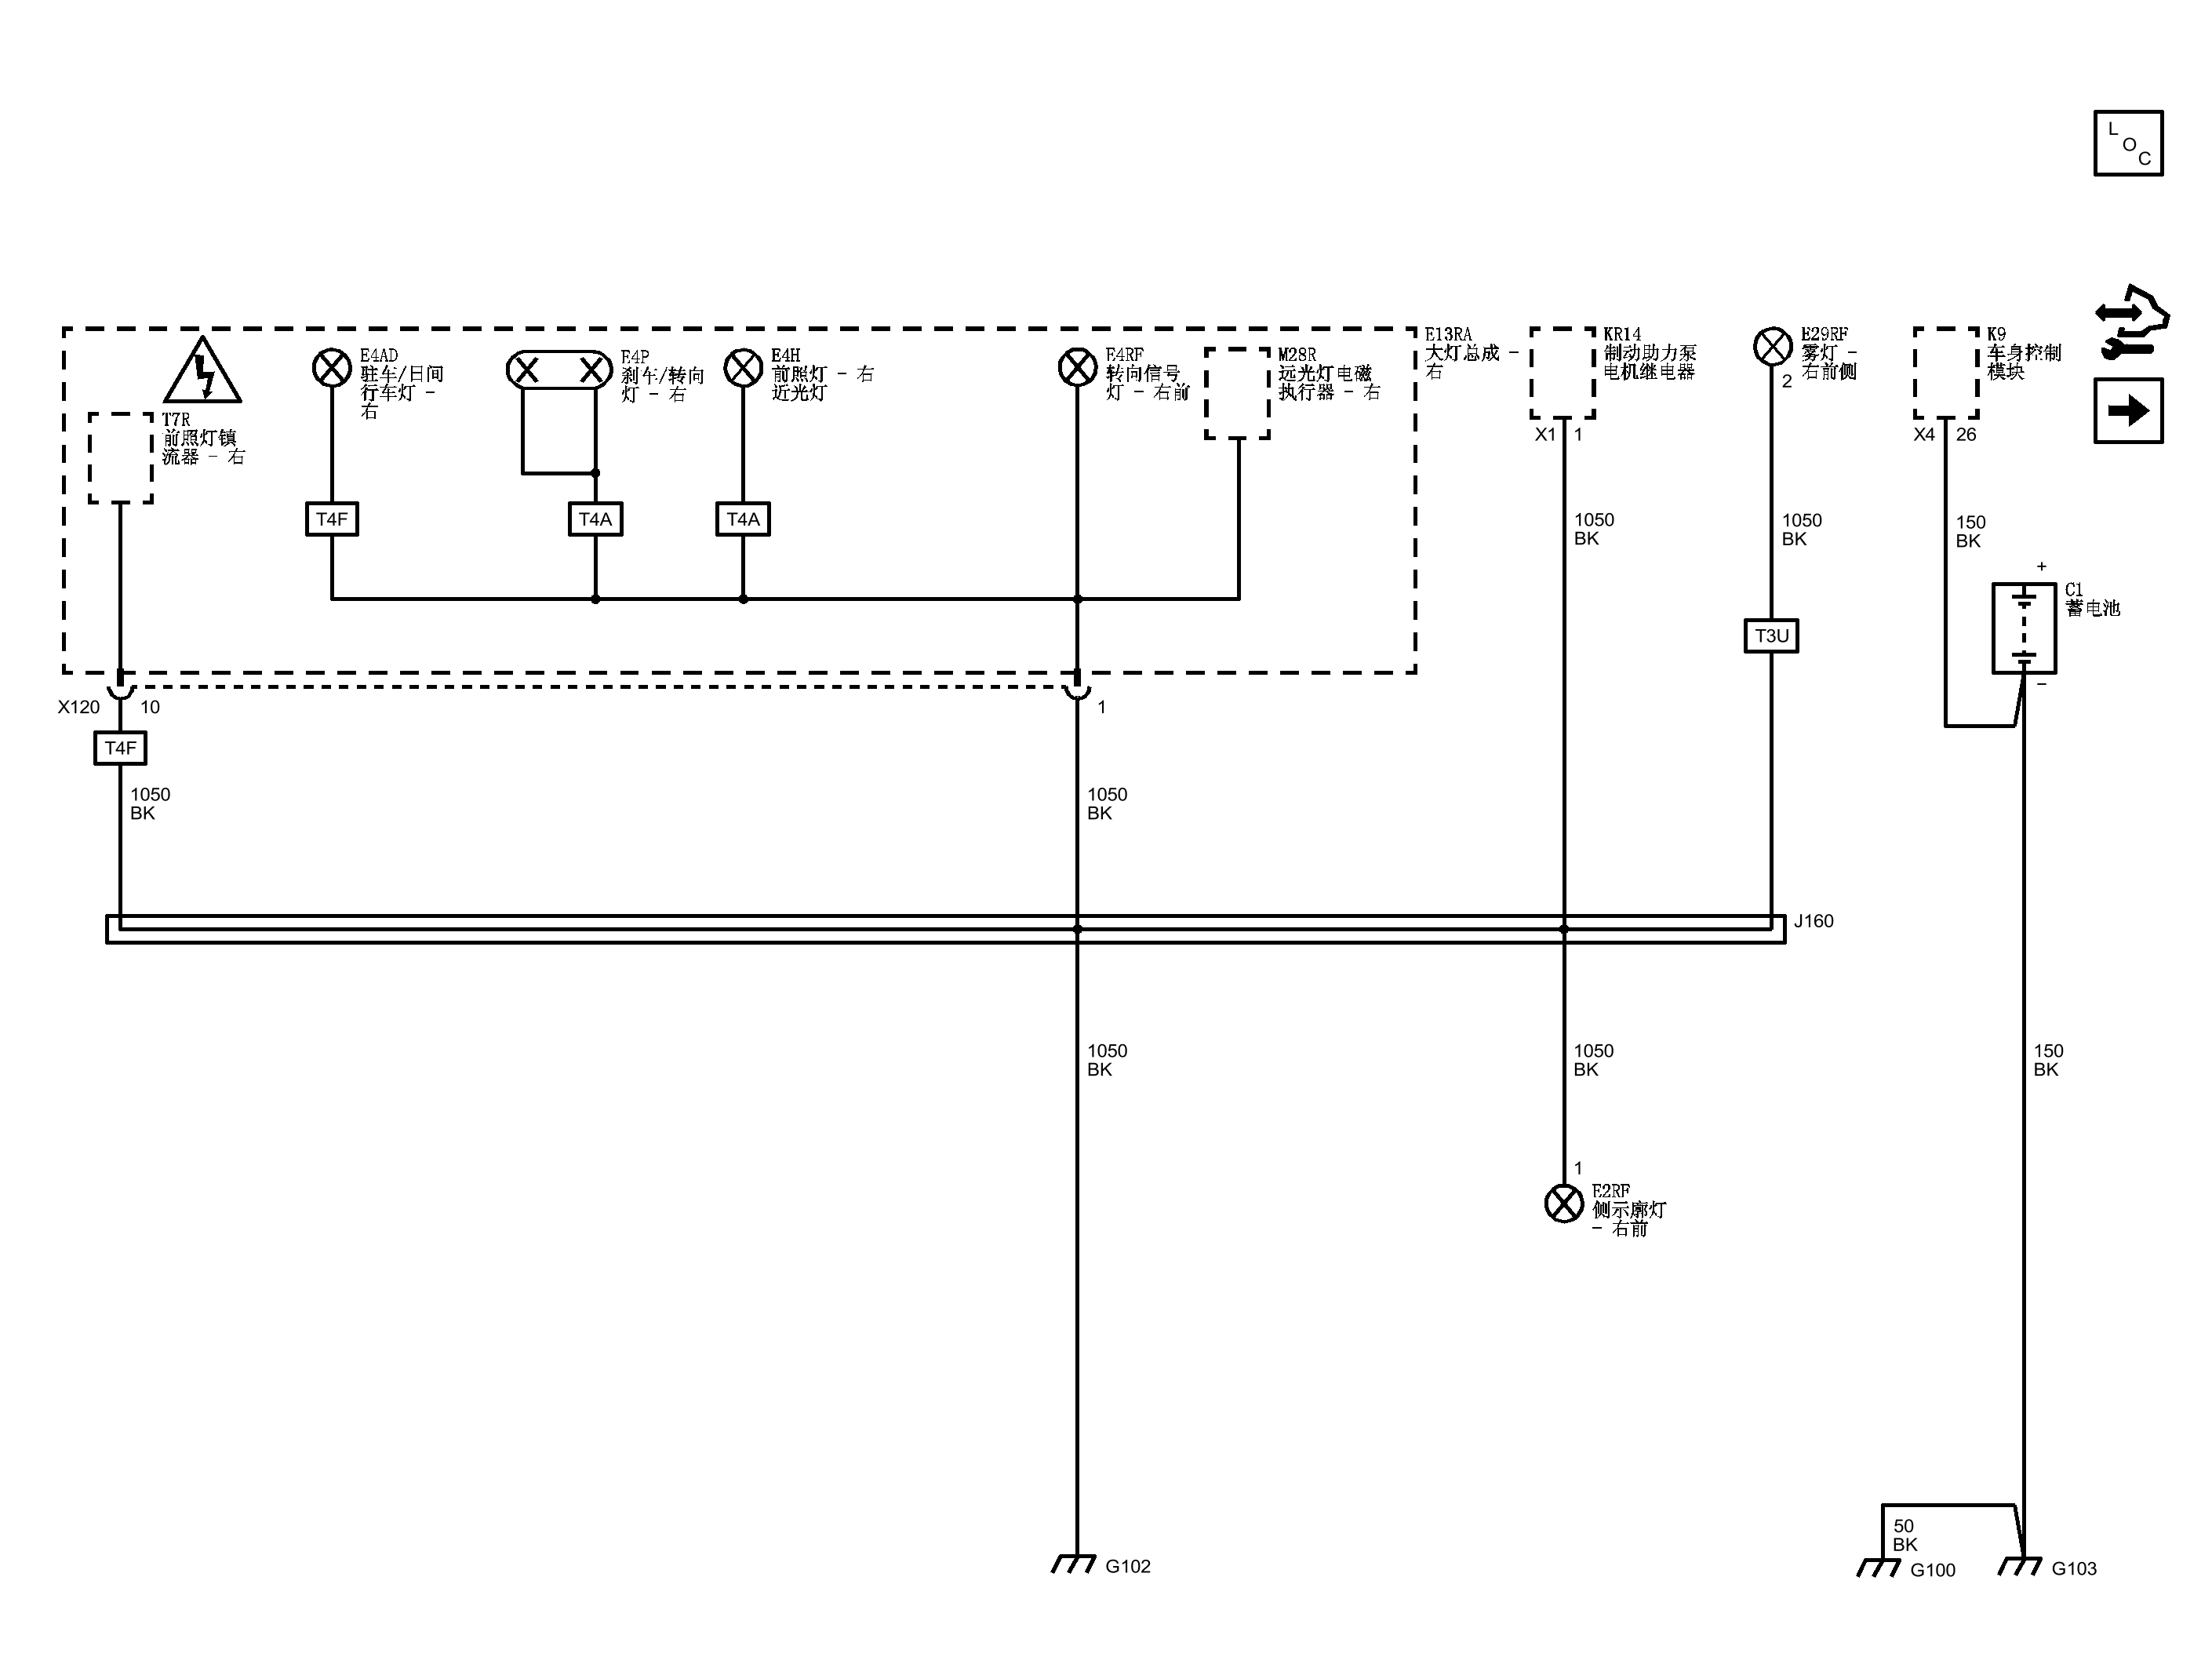 L
O
C
E4AD
驻车/日间
行车灯 -
右
E4P
刹车/转向
灯 - 右
E4H
前照灯 - 右
近光灯
E4RF
转向信号
灯 - 右前
M28R
远光灯电磁
执行器 - 右
E13RA
大灯总成 -
右
KR14
制动助力泵
电机继电器
E29RF
雾灯 -
右前侧
2
K9
车身控制
模块
T7R
前照灯镇
流器 - 右
X1
1
X4
26
T4F
T4A
T4A
1050
BK
1050
BK
150
BK
+
C1
蓄电池
-
T3U
X120
10
1
T4F
1050
BK
1050
BK
J160
1050
BK
1050
BK
150
BK
1
E2RF
侧示廓灯
- 右前
50
BK
G102
G100
G103